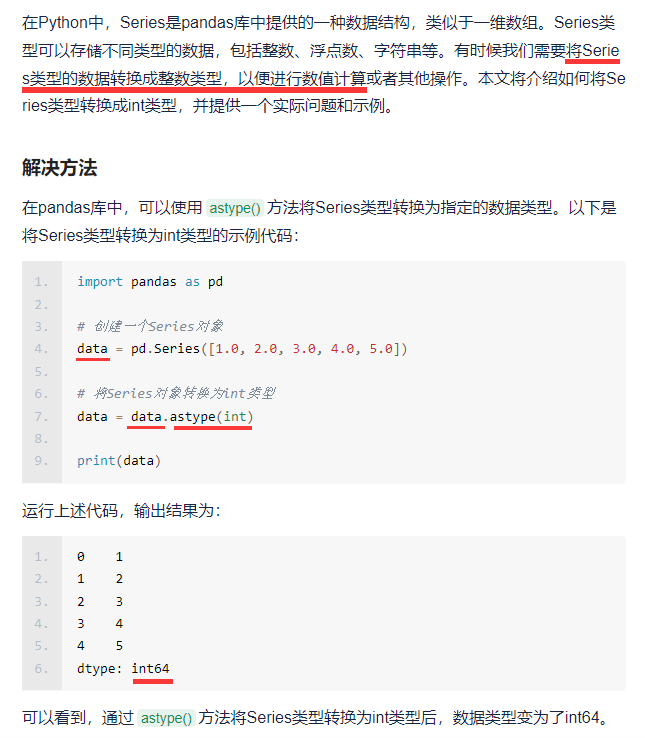 在Python中，Series是pandas库中提供的一种数据结构，类似于一维数组。Series类
型可以存储不同类型的数据，包括整数、浮点数、字符串等。有时候我们需要将Serie
s类型的数据转换成整数类型，以便进行数值计算或者其他操作。本文将介绍如何将Se
ries类型转换成int类型，并提供一个实际问题和示例。
解决方法
在pandas库中，可以使用 astype() 方法将Series类型转换为指定的数据类型。以下是
将Series类型转换为int类型的示例代码：
1. import pandas as pd
2.
3. # 创建一个Series对象
4. data = pd.Series([1.0, 2.0, 3.0, 4.0, 5.0])
5.
6. # 将Series对象转换为int类型
7. data = data.astype(int)
8.
9. print(data)
运行上述代码，输出结果为：
1. 0    1
2. 1    2
3. 2    3
4. 3    4
5. 4    5
6. dtype: int64
可以看到，通过 astype() 方法将Series类型转换为int类型后，数据类型变为了int64。